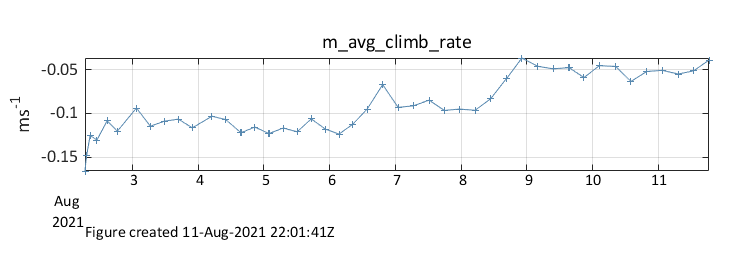 m_avg_climb_rate
ms⁻¹
-0.05
-0.1
-0.15
3 4 5 6 7 8 9 10 11
Aug
2021
Figure created 11-Aug-2021 22:01:41Z